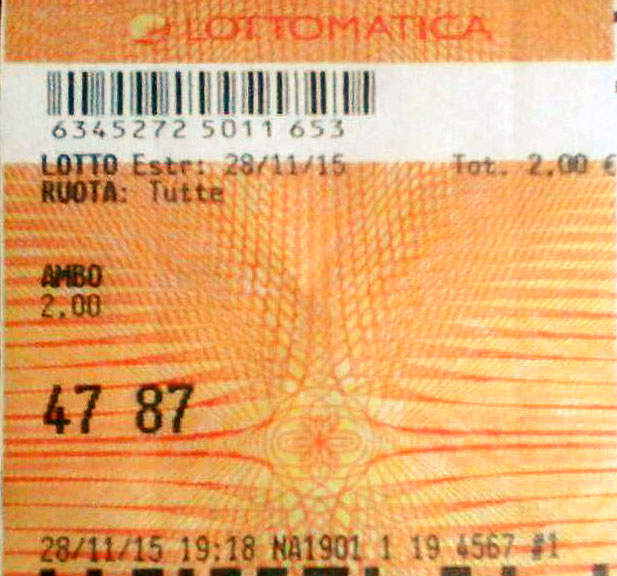 LOTTOMATICA
6345272 5011 653
LOTTO Estr: 28/11/15 Tot. 2,00 €
RUOTA: Tutte
AMBO
2,00
47 87
28/11/15 19:18 NA1901 1 19 4567 #1